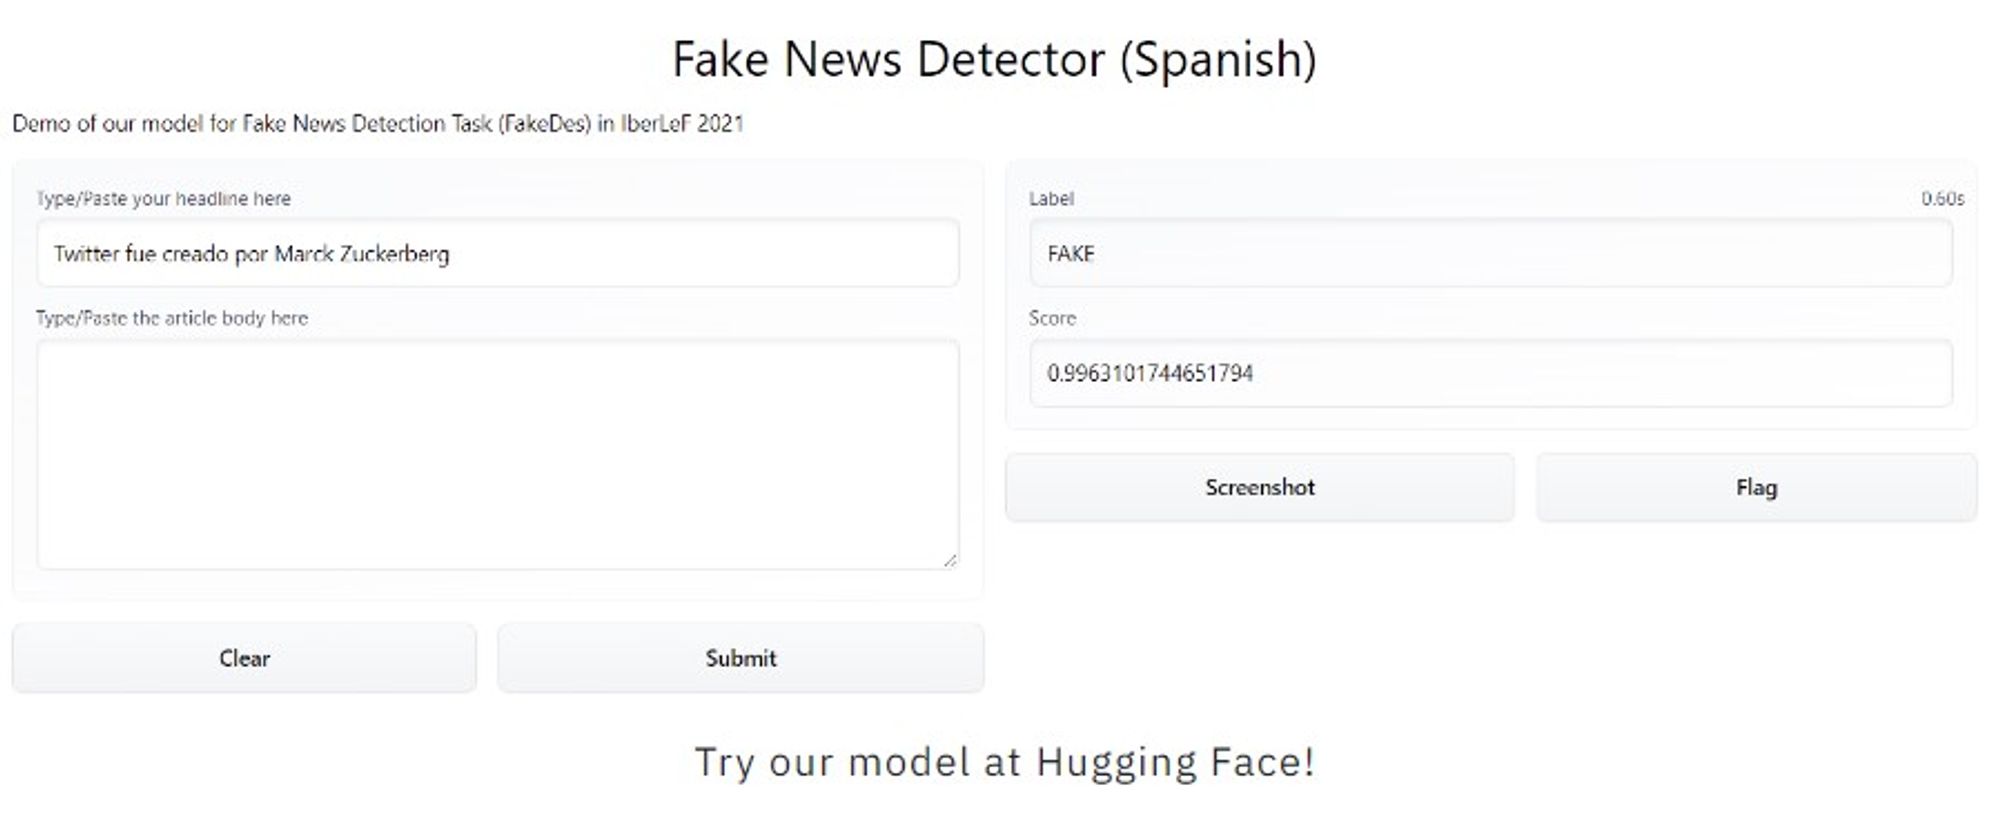 Fake News Detector (Spanish)
Demo of our model for Fake News Detection Task (FakeDes) in IberLeF 2021
Type/Paste your headline here
Twitter fue creado por Marck Zuckerberg
Type/Paste the article body here
Clear
Submit
Label
0.60s
FAKE
Score
0.9963101744651794
Screenshot
Flag
Try our model at Hugging Face!